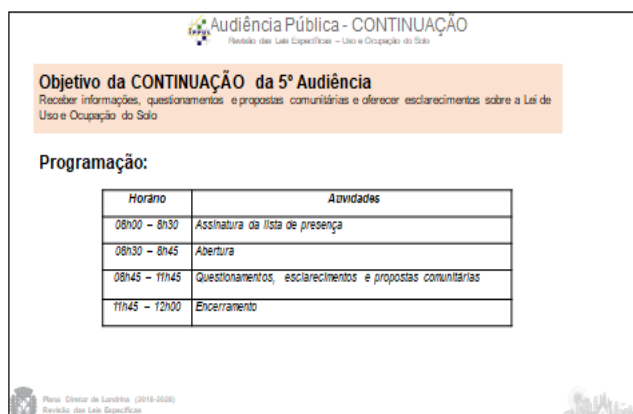 IPPUL
Audiência Pública - CONTINUAÇÃO
Revisão das Leis Específicas – Uso e Ocupação do Solo
Objetivo da CONTINUAÇÃO da 5º Audiência
Receber informações, questionamentos e propostas comunitárias e oferecer esclarecimentos sobre a Lei de
Uso e Ocupação do Solo
Programação:
Horário Atividades
08h00 – 8h30 Assinatura da lista de presença
08h30 – 8h45 Abertura
08h45 – 11h45 Questionamentos, esclarecimentos e propostas comunitárias
11h45 – 12h00 Encerramento
Plano Diretor de Londrina (2018-2028)
Revisão das Leis Específicas